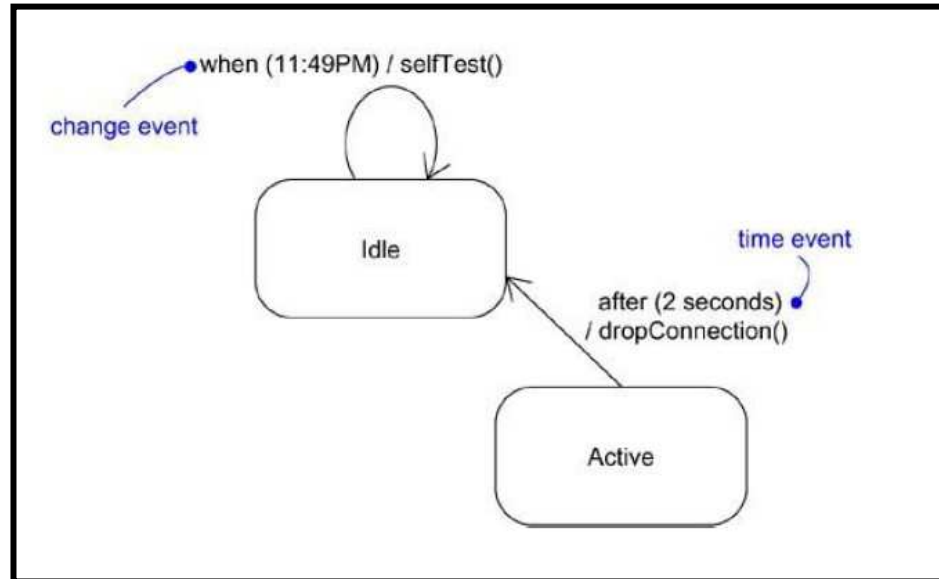 when (11:49PM) / selfTest()
change event
Idle
time event
after (2 seconds)
/ dropConnection()
Active